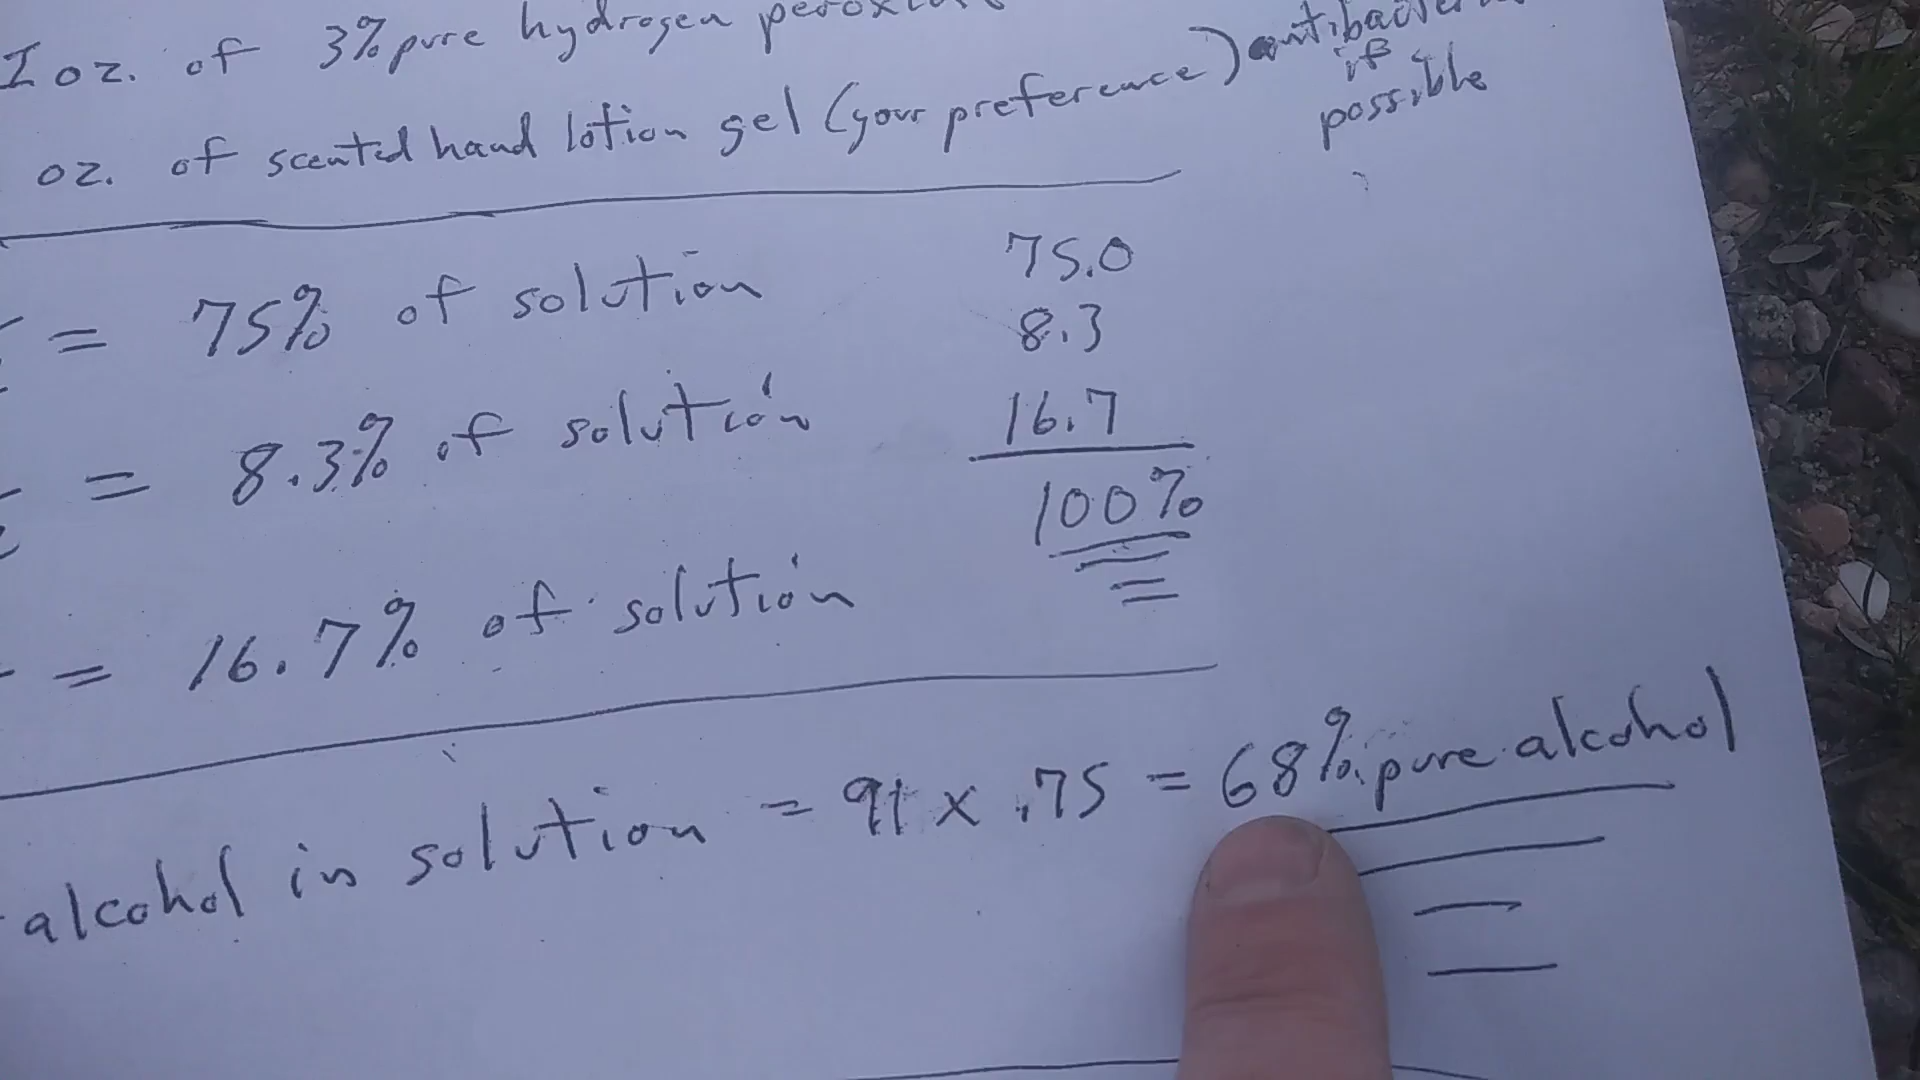 1 oz. of 3% pure hydrogen
oz. of scented hand lotion gel (your preference) antibacterial
if
possible
= 75% of solution 75.0
= 8.3% of solution 8.3
16.7
100%
= 16.7% of solution
alcohol in solution = 91 x .75 = 68% pure alcohol